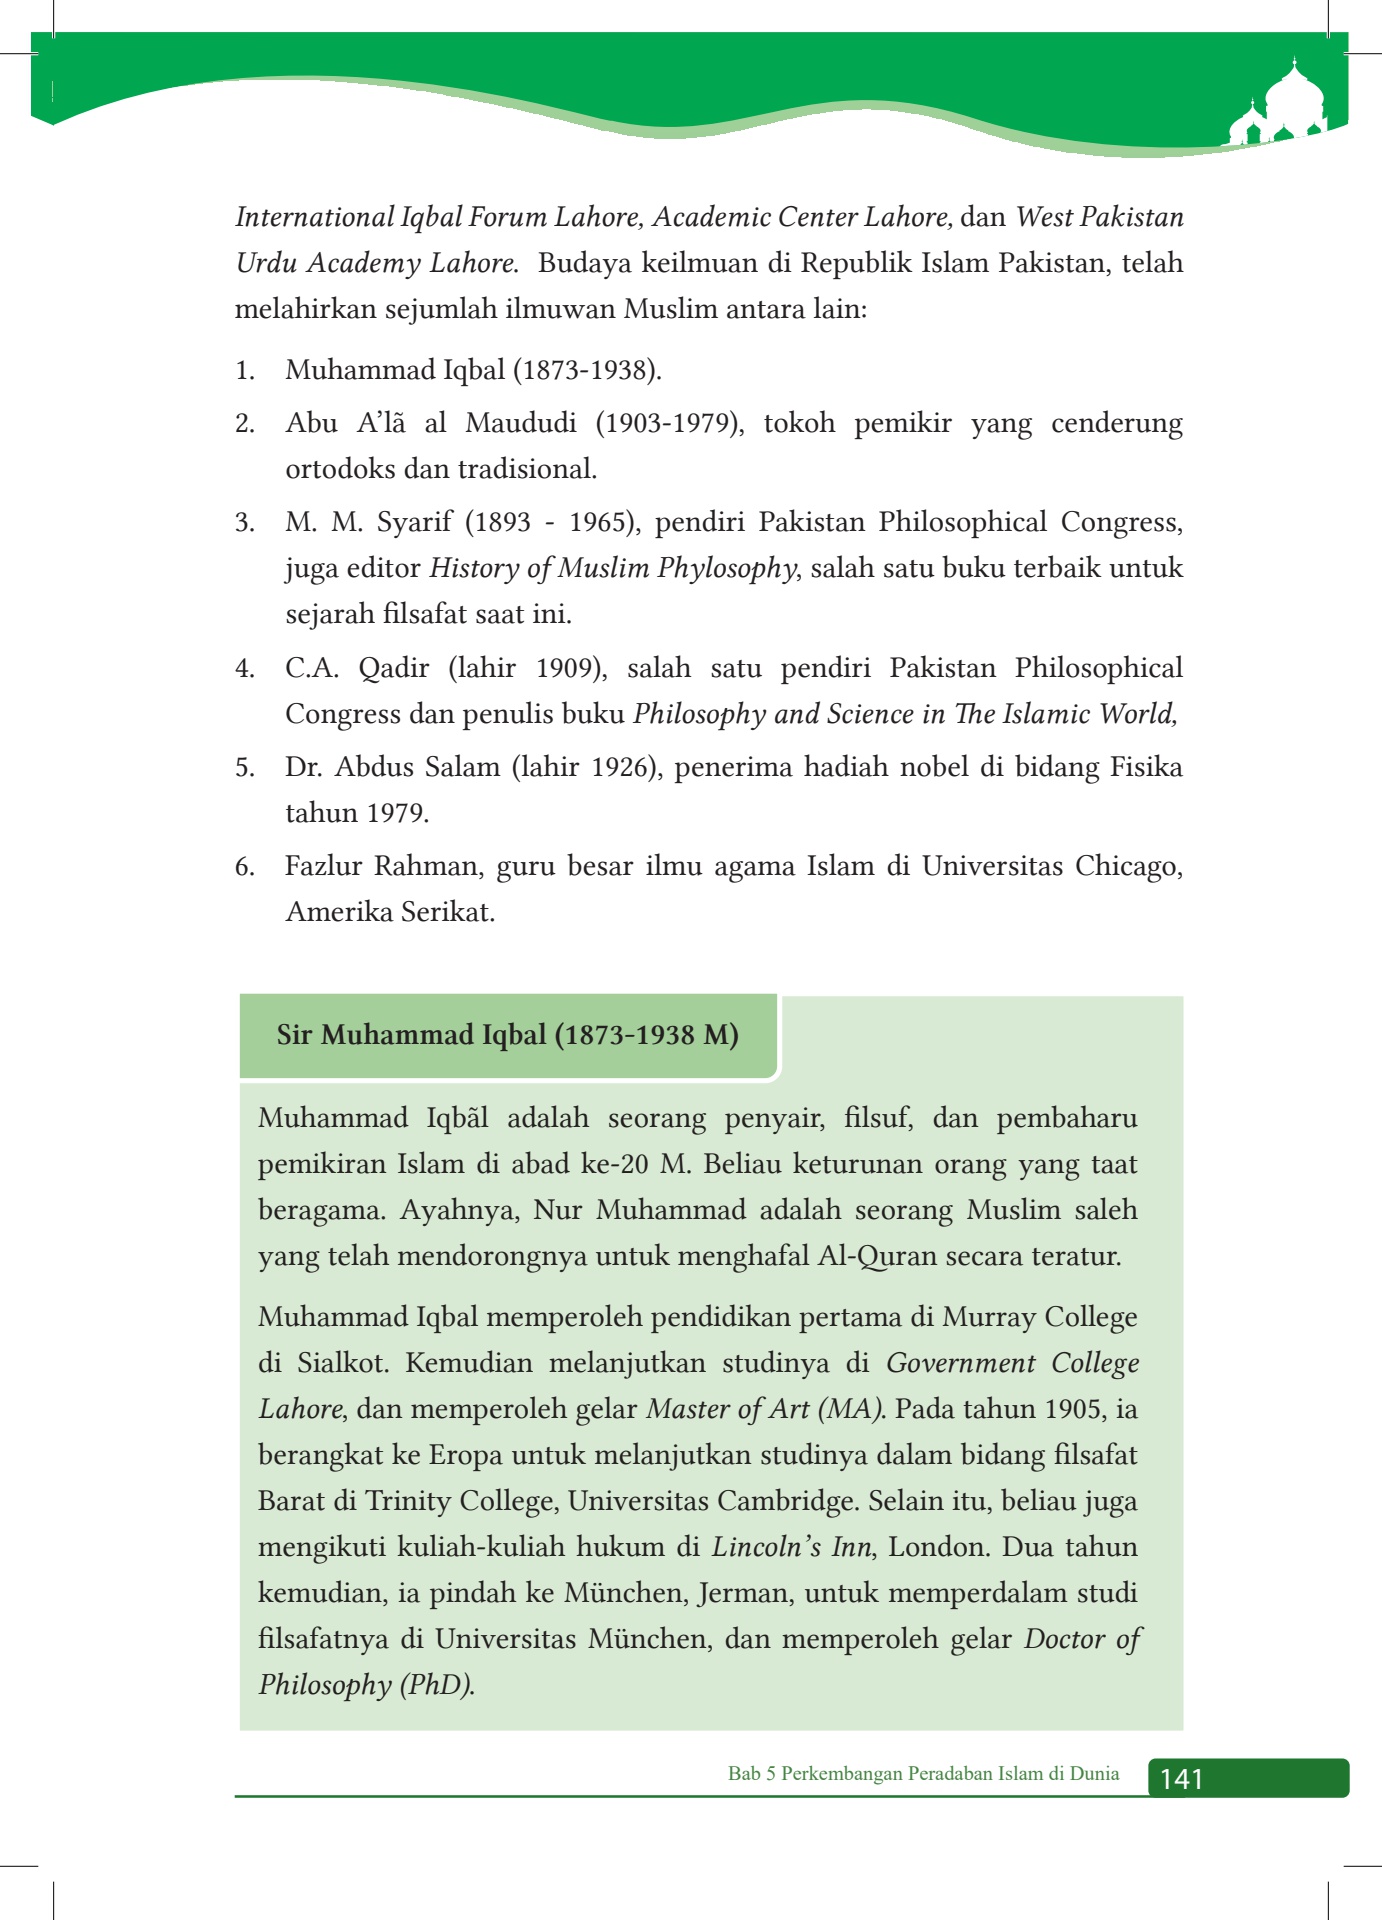 International Iqbal Forum Lahore, Academic Center Lahore, dan West Pakistan
Urdu Academy Lahore. Budaya keilmuan di Republik Islam Pakistan, telah
melahirkan sejumlah ilmuwan Muslim antara lain:
1. Muhammad Iqbal (1873-1938).
2. Abu A’lã al Maududi (1903-1979), tokoh pemikir yang cenderung
ortodoks dan tradisional.
3. M. M. Syarif (1893 - 1965), pendiri Pakistan Philosophical Congress,
juga editor History of Muslim Phylosophy, salah satu buku terbaik untuk
sejarah filsafat saat ini.
4. C.A. Qadir (lahir 1909), salah satu pendiri Pakistan Philosophical
Congress dan penulis buku Philosophy and Science in The Islamic World,
5. Dr. Abdus Salam (lahir 1926), penerima hadiah nobel di bidang Fisika
tahun 1979.
6. Fazlur Rahman, guru besar ilmu agama Islam di Universitas Chicago,
Amerika Serikat.
Sir Muhammad Iqbal (1873-1938 M)
Muhammad Iqbãl adalah seorang penyair, filsuf, dan pembaharu
pemikiran Islam di abad ke-20 M. Beliau keturunan orang yang taat
beragama. Ayahnya, Nur Muhammad adalah seorang Muslim saleh
yang telah mendorongnya untuk menghafal Al-Quran secara teratur.
Muhammad Iqbal memperoleh pendidikan pertama di Murray College
di Sialkot. Kemudian melanjutkan studinya di Government College
Lahore, dan memperoleh gelar Master of Art (MA). Pada tahun 1905, ia
berangkat ke Eropa untuk melanjutkan studinya dalam bidang filsafat
Barat di Trinity College, Universitas Cambridge. Selain itu, beliau juga
mengikuti kuliah-kuliah hukum di Lincoln’s Inn, London. Dua tahun
kemudian, ia pindah ke München, Jerman, untuk memperdalam studi
filsafatnya di Universitas München, dan memperoleh gelar Doctor of
Philosophy (PhD).
Bab 5 Perkembangan Peradaban Islam di Dunia 141